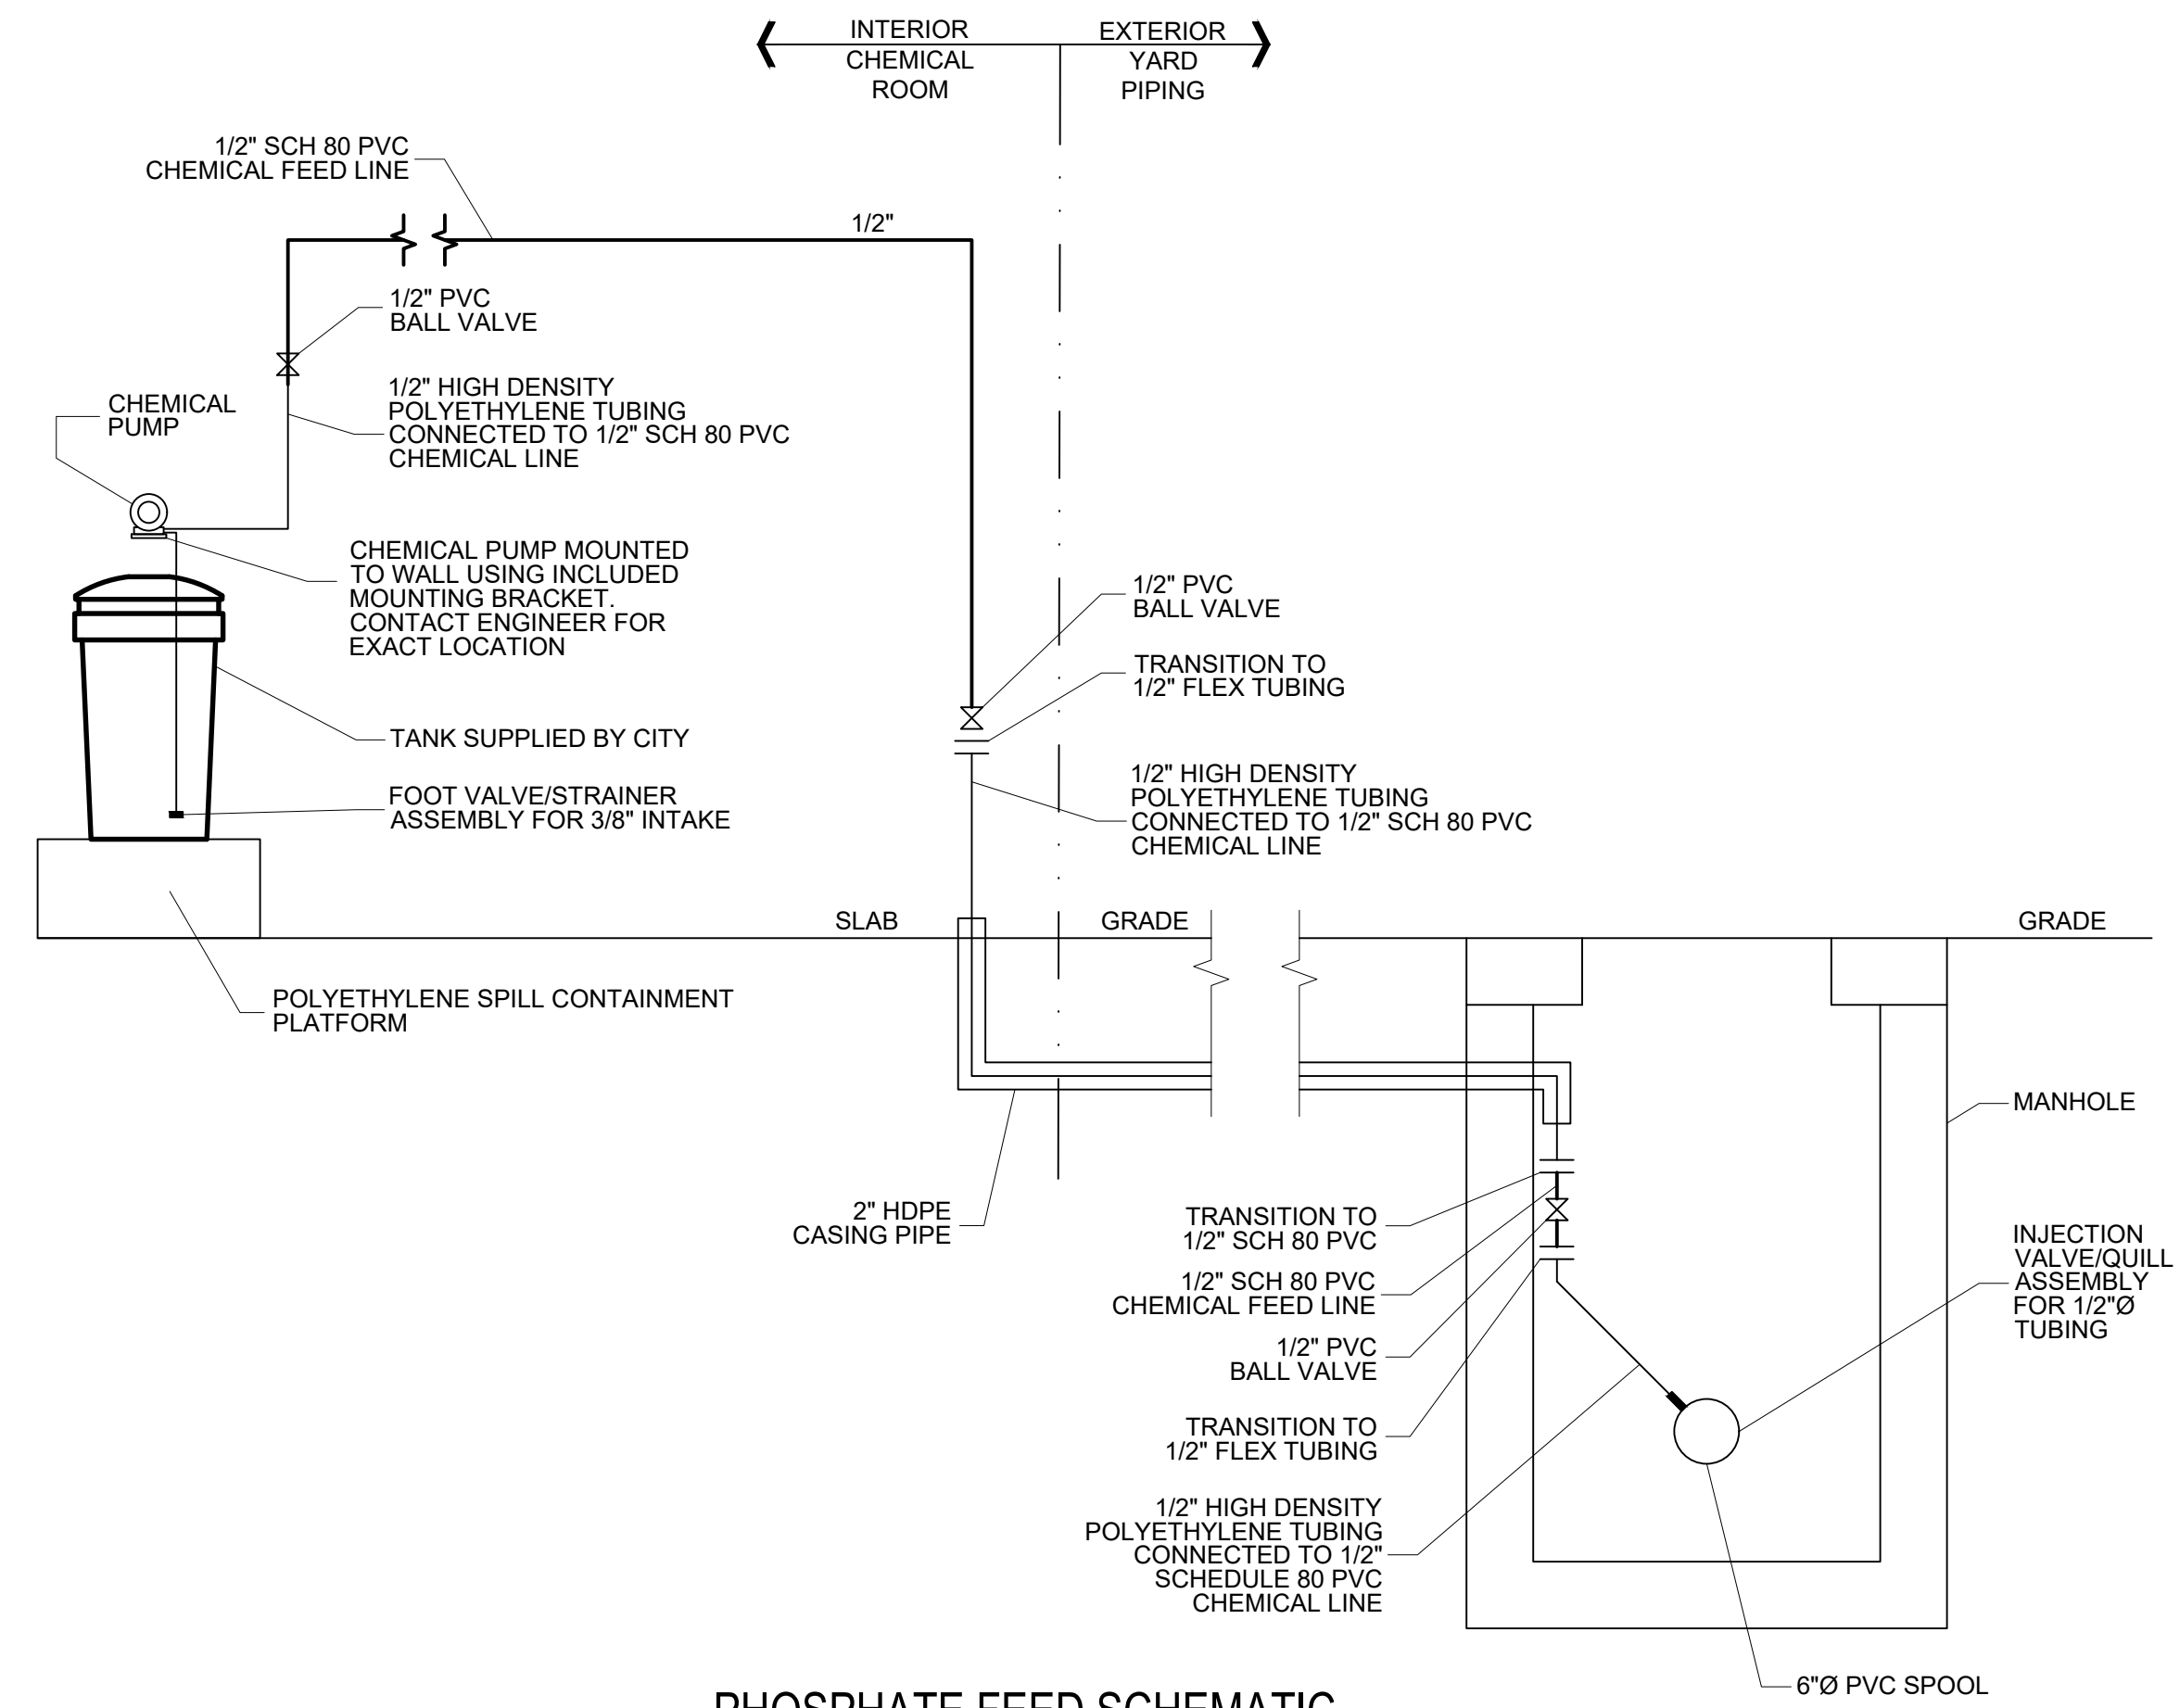 INTERIOR
CHEMICAL
ROOM
EXTERIOR
YARD
PIPING
1/2" SCH 80 PVC
CHEMICAL FEED LINE
1/2"
1/2" PVC
BALL VALVE
1/2" HIGH DENSITY
POLYETHYLENE TUBING
CONNECTED TO 1/2" SCH 80 PVC
CHEMICAL LINE
CHEMICAL
PUMP
CHEMICAL PUMP MOUNTED
TO WALL USING INCLUDED
MOUNTING BRACKET.
CONTACT ENGINEER FOR
EXACT LOCATION
1/2" PVC
BALL VALVE
TRANSITION TO
1/2" FLEX TUBING
TANK SUPPLIED BY CITY
FOOT VALVE/STRAINER
ASSEMBLY FOR 3/8" INTAKE
1/2" HIGH DENSITY
POLYETHYLENE TUBING
CONNECTED TO 1/2" SCH 80 PVC
CHEMICAL LINE
SLAB
GRADE
GRADE
POLYETHYLENE SPILL CONTAINMENT
PLATFORM
MANHOLE
2" HDPE
CASING PIPE
TRANSITION TO
1/2" SCH 80 PVC
1/2" SCH 80 PVC
CHEMICAL FEED LINE
1/2" PVC
BALL VALVE
TRANSITION TO
1/2" FLEX TUBING
INJECTION
VALVE/QUILL
ASSEMBLY
FOR 1/2"Ø
TUBING
1/2" HIGH DENSITY
POLYETHYLENE TUBING
CONNECTED TO 1/2"
SCHEDULE 80 PVC
CHEMICAL LINE
6"Ø PVC SPOOL
PHOSPHATE FEED SCHEMATIC